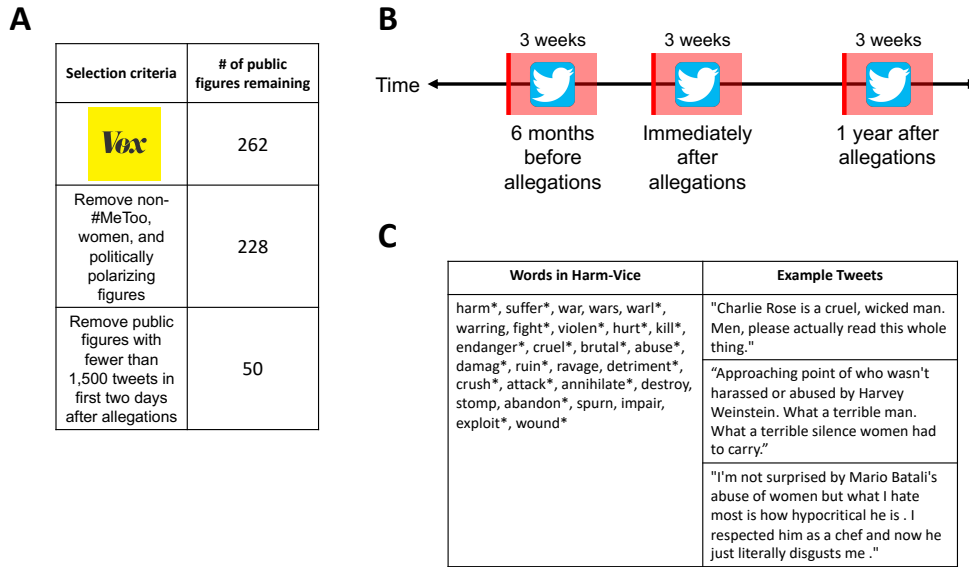 A
Selection criteria
# of public
figures remaining
Vox
262
Remove non-
#MeToo,
women, and
politically
polarizing
figures
228
Remove public
figures with
fewer than
1,500 tweets in
first two days
after allegations
50
B
3 weeks
3 weeks
3 weeks
Time
6 months
before
allegations
Immediately
after
allegations
1 year after
allegations
C
Words in Harm-Vice
Example Tweets
harm*, suffer*, war, wars, warl*,
warring, fight*, violen*, hurt*, kill*,
endanger*, cruel*, brutal*, abuse*,
damag*, ruin*, ravage, detriment*,
crush*, attack*, annihilate*, destroy,
stomp, abandon*, spurn, impair,
exploit*, wound*
"Charlie Rose is a cruel, wicked man.
Men, please actually read this whole
thing."
“Approaching point of who wasn't
harassed or abused by Harvey
Weinstein. What a terrible man.
What a terrible silence women had
to carry.”
"I'm not surprised by Mario Batali's
abuse of women but what I hate
most is how hypocritical he is . I
respected him as a chef and now he
just literally disgusts me ."